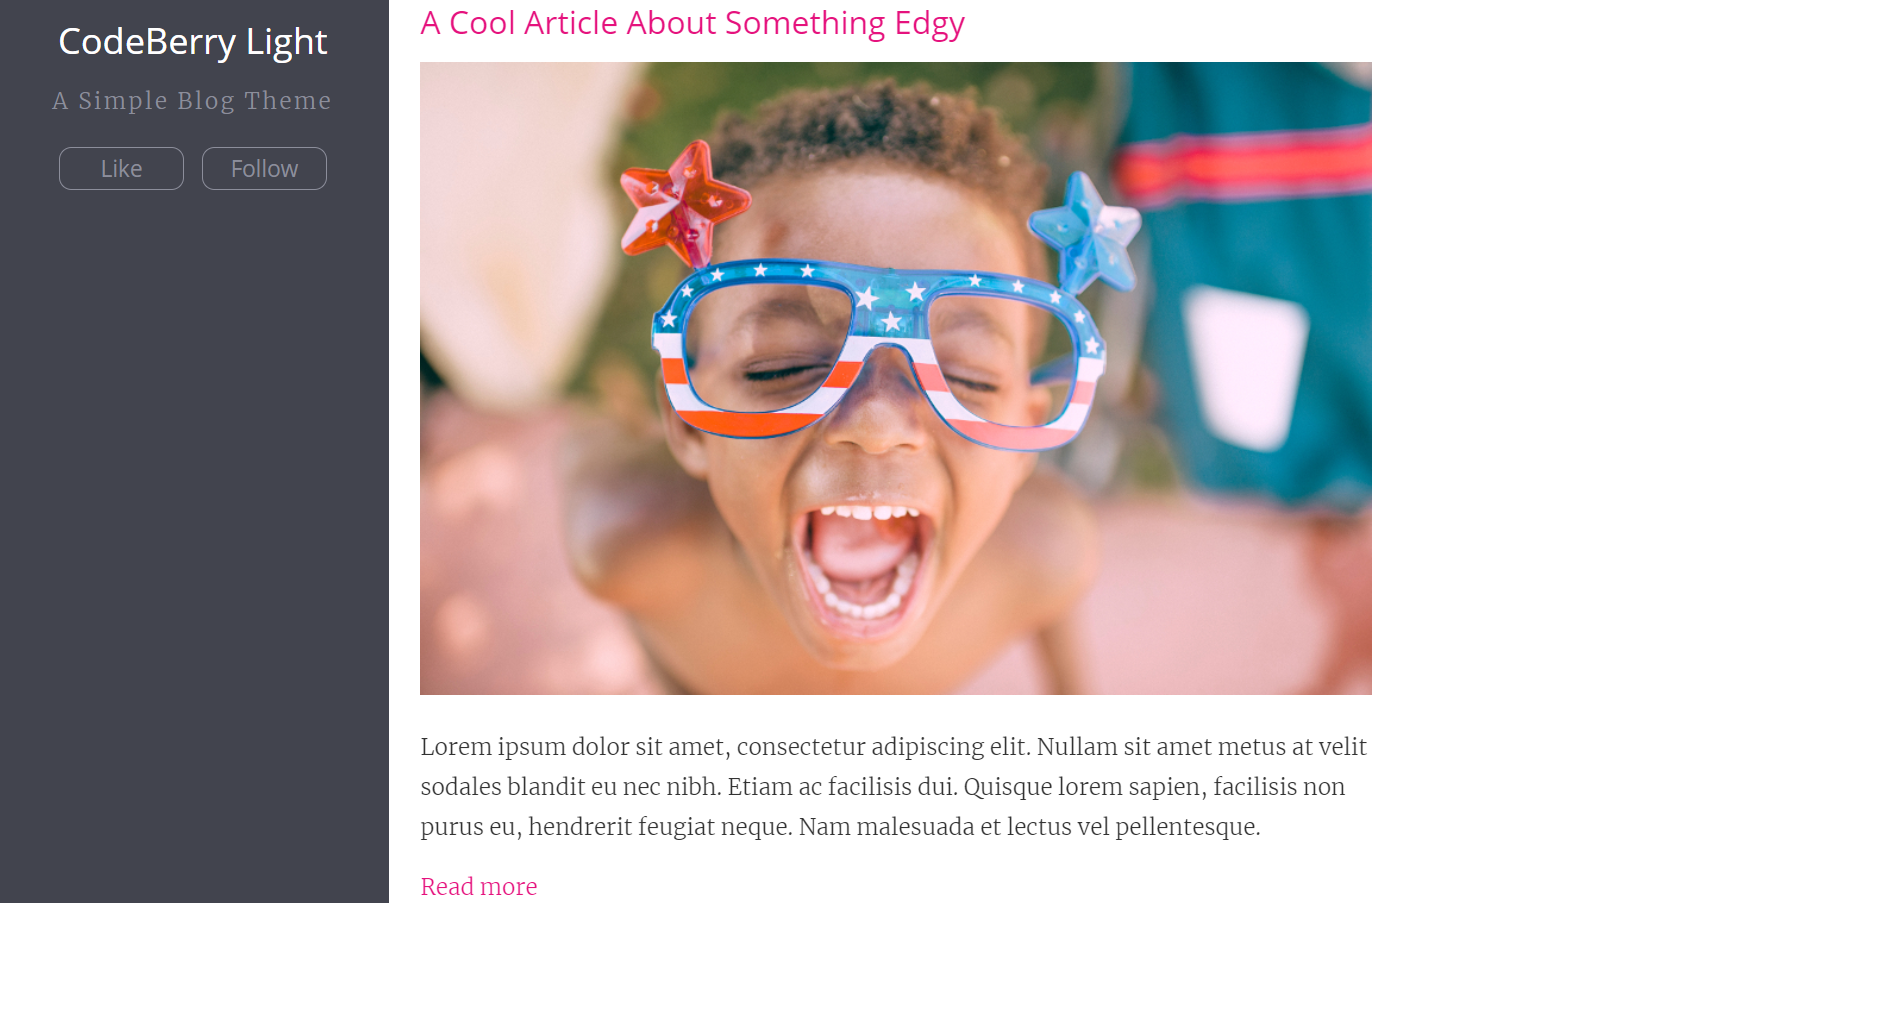 CodeBerry Light
A Simple Blog Theme
Like
Follow
A Cool Article About Something Edgy
Lorem ipsum dolor sit amet, consectetur adipiscing elit. Nullam sit amet metus at velit
sodales blandit eu nec nibh. Etiam ac facilisis dui. Quisque lorem sapien, facilisis non
purus eu, hendrerit feugiat neque. Nam malesuada et lectus vel pellentesque.
Read more